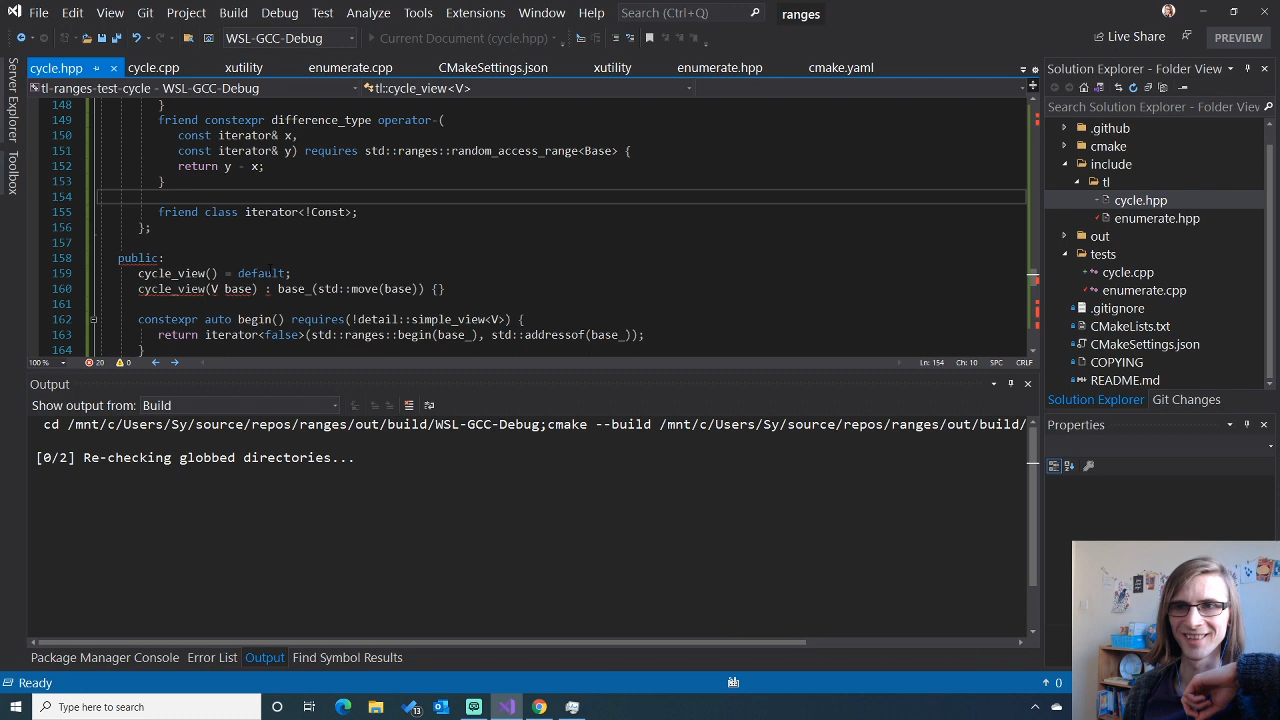 File Edit View Git Project Build Debug Test Analyze Tools Extensions Window Help Search (Ctrl+Q) ranges
WSL-GCC-Debug Current Document (cycle.hpp) Live Share PREVIEW
cycle.hpp cycle.cpp xutility enumerate.cpp CMakeSettings.json xutility enumerate.hpp cmake.yaml
tl-ranges-test-cycle - WSL-GCC-Debug tl::cycle_view<V>
148 }
149 friend constexpr difference_type operator-(
150 const iterator& x,
151 const iterator& y) requires std::ranges::random_access_range<Base> {
152 return y - x;
153 }
154
155 friend class iterator<!Const>;
156 };
157
158 public:
159 cycle_view() = default;
160 cycle_view(V base) : base_(std::move(base)) {}
161
162 constexpr auto begin() requires(!detail::simple_view<V>) {
163 return iterator<false>(std::ranges::begin(base_), std::addressof(base_));
164 }
100 % 20 0 Ln: 154 Ch: 10 SPC CRLF
Output
Show output from: Build
cd /mnt/c/Users/Sy/source/repos/ranges/out/build/WSL-GCC-Debug;cmake --build /mnt/c/Users/Sy/source/repos/ranges/out/build/
[0/2] Re-checking globbed directories...
Package Manager Console Error List Output Find Symbol Results
Ready 0
Server Explorer
Toolbox
Solution Explorer - Folder View
Search Solution Explorer - Folder View
.github
cmake
include
tl
cycle.hpp
enumerate.hpp
out
tests
cycle.cpp
enumerate.cpp
.gitignore
CMakeLists.txt
CMakeSettings.json
COPYING
README.md
Solution Explorer Git Changes
Properties
Type here to search
13